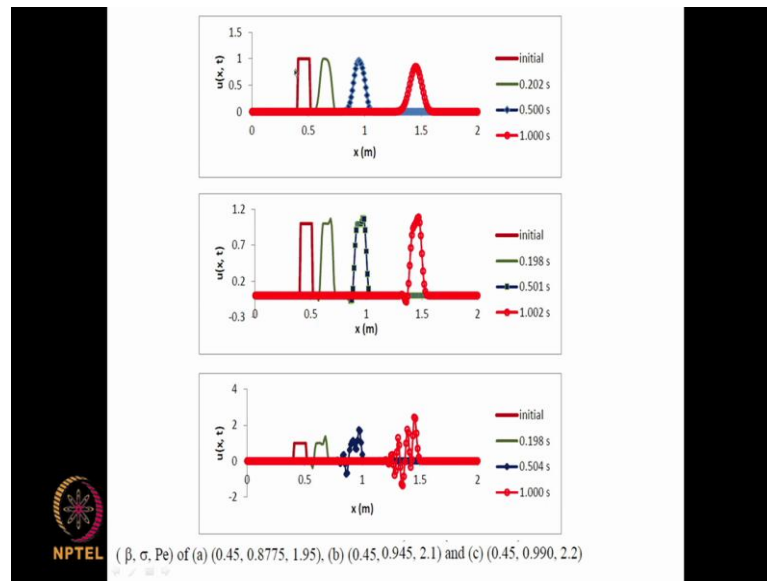 1.5
1
0.5
0
u(x, t)
0 0.5 1 1.5 2
x (m)
initial
0.202 s
0.500 s
1.000 s
1.2
0.7
0.2
-0.3
u(x, t)
0 0.5 1 1.5 2
x (m)
initial
0.198 s
0.501 s
1.002 s
4
2
0
-2
u(x, t)
0 0.5 1 1.5 2
x (m)
initial
0.198 s
0.504 s
1.000 s
NPTEL
( β, σ, Pe) of (a) (0.45, 0.8775, 1.95), (b) (0.45, 0.945, 2.1) and (c) (0.45, 0.990, 2.2)